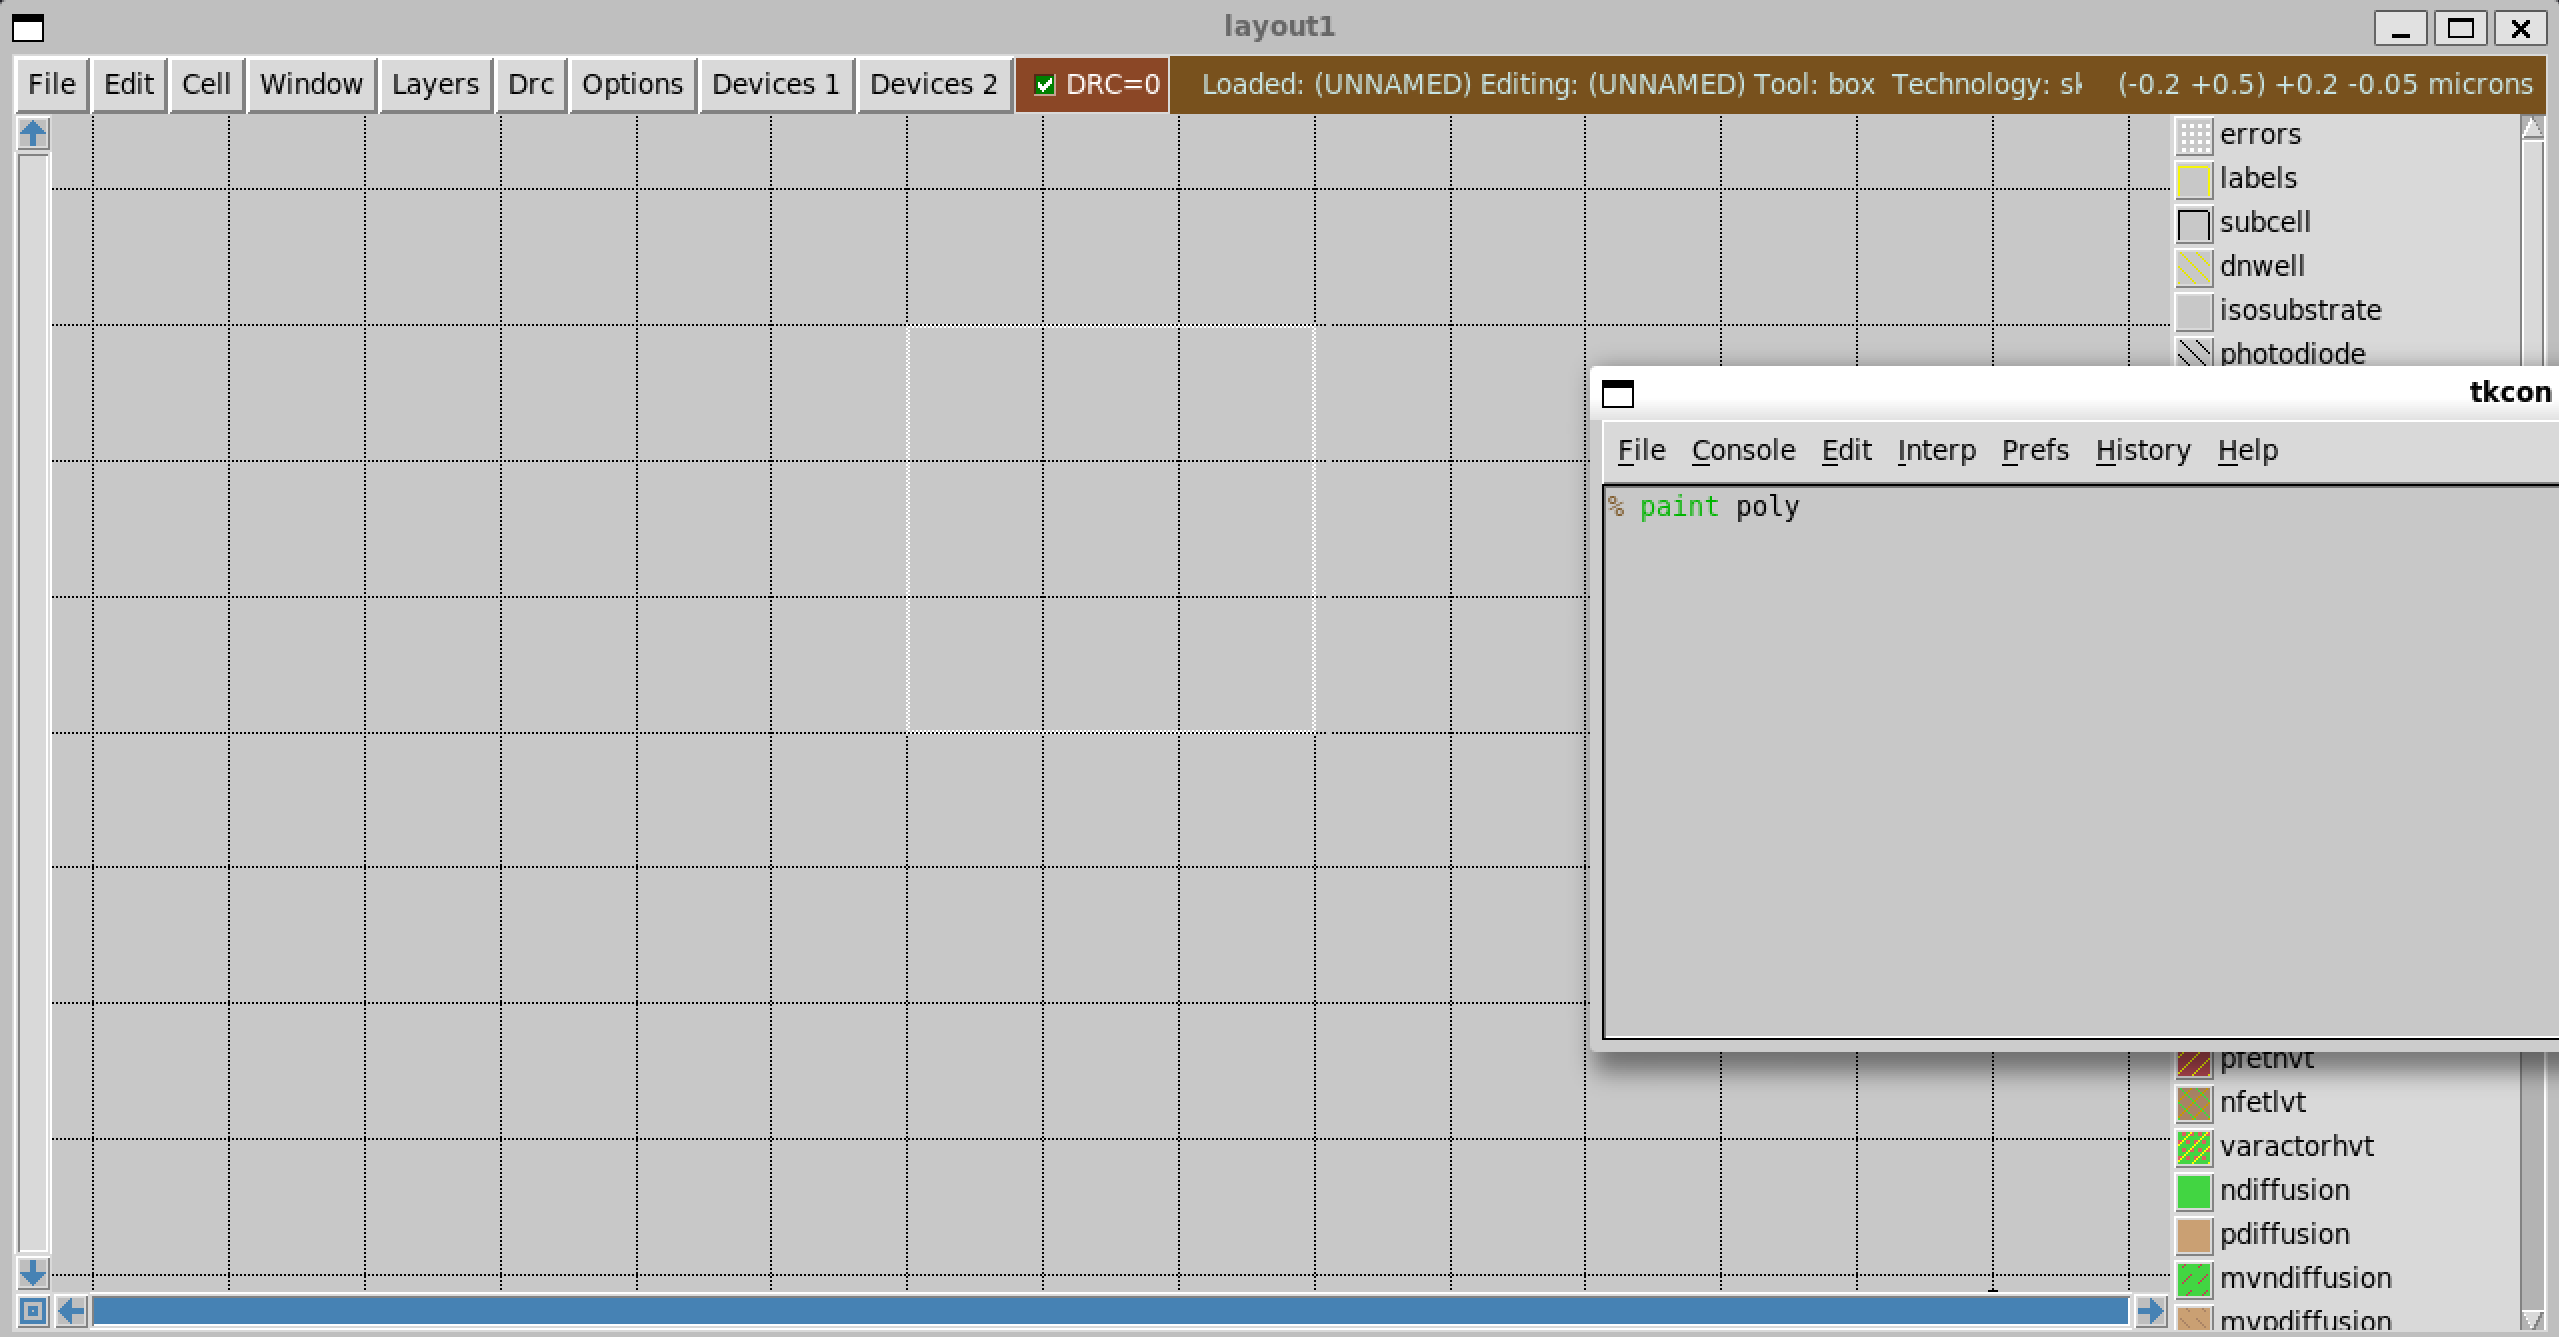 layout1
File Edit Cell Window Layers Drc Options Devices 1 Devices 2 DRC=0 Loaded: (UNNAMED) Editing: (UNNAMED) Tool: box Technology: sk (-0.2 +0.5) +0.2 -0.05 microns
errors
labels
subcell
dnwell
isosubstrate
photodiode
tkcon
File Console Edit Interp Prefs History Help
% paint poly
pfethvt
nfetlvt
varactorhvt
ndiffusion
pdiffusion
mvndiffusion
mvpdiffusion